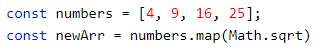 const numbers = [4, 9, 16, 25];
const newArr = numbers.map(Math.sqrt)